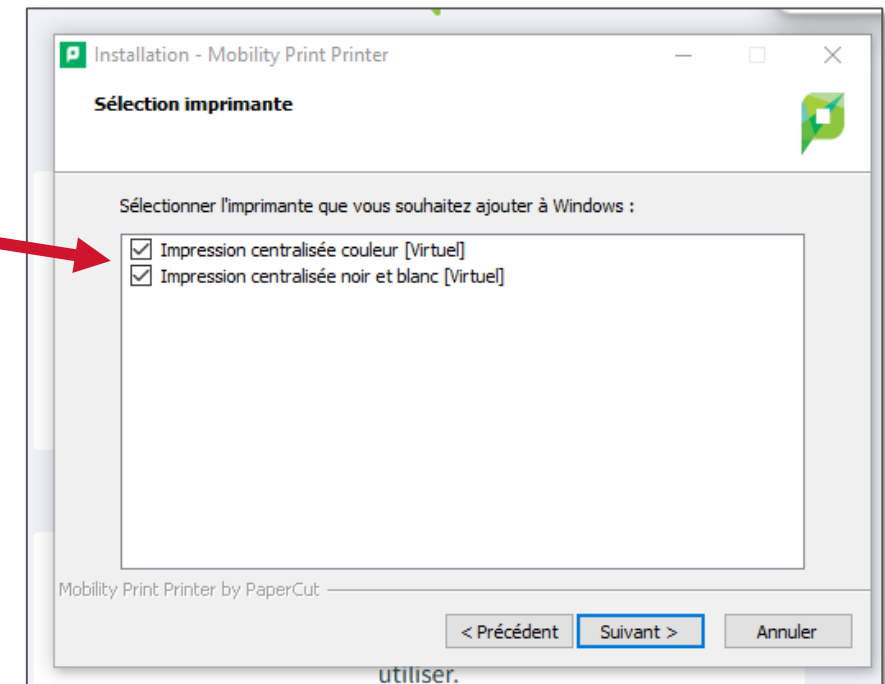 Installation - Mobility Print Printer
Sélection imprimante
Sélectionner l'imprimante que vous souhaitez ajouter à Windows :
Impression centralisée couleur [Virtuel]
Impression centralisée noir et blanc [Virtuel]
Mobility Print Printer by PaperCut
< Précédent Suivant > Annuler
utiliser.